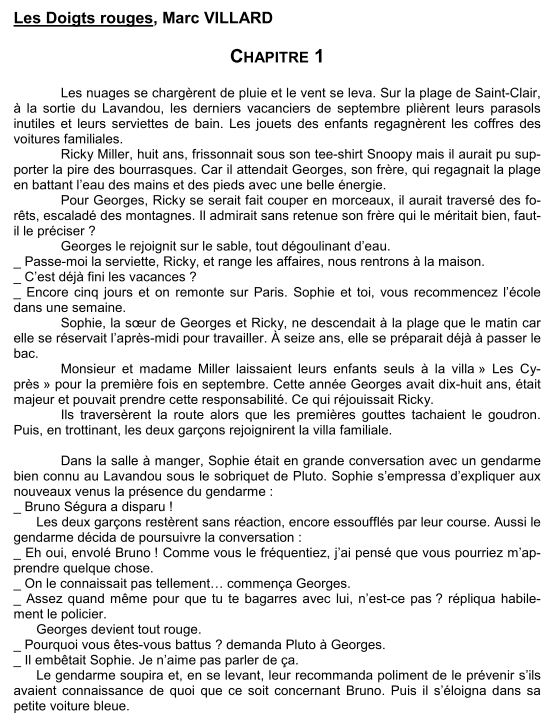 Les Doigts rouges, Marc VILLARD
CHAPITRE 1
Les nuages se chargèrent de pluie et le vent se leva. Sur la plage de Saint-Clair,
à la sortie du Lavandou, les derniers vacanciers de septembre plièrent leurs parasols
inutiles et leurs serviettes de bain. Les jouets des enfants regagnèrent les coffres des
voitures familiales.
Ricky Miller, huit ans, frissonnait sous son tee-shirt Snoopy mais il aurait pu sup-
porter la pire des bourrasques. Car il attendait Georges, son frère, qui regagnait la plage
en battant l'eau des mains et des pieds avec une belle énergie.
Pour Georges, Ricky se serait fait couper en morceaux, il aurait traversé des fo-
rêts, escaladé des montagnes. Il admirait sans retenue son frère qui le méritait bien, faut-
il le préciser ?
Georges le rejoignit sur le sable, tout dégoulinant d'eau.
_ Passe-moi la serviette, Ricky, et range les affaires, nous rentrons à la maison.
_ C'est déjà fini les vacances ?
_ Encore cinq jours et on remonte sur Paris. Sophie et toi, vous recommencez l'école
dans une semaine.
Sophie, la sœur de Georges et Ricky, ne descendait à la plage que le matin car
elle se réservait l'après-midi pour travailler. À seize ans, elle se préparait déjà à passer le
bac.
Monsieur et madame Miller laissaient leurs enfants seuls à la villa » Les Cy-
près » pour la première fois en septembre. Cette année Georges avait dix-huit ans, était
majeur et pouvait prendre cette responsabilité. Ce qui réjouissait Ricky.
Ils traversèrent la route alors que les premières gouttes tachaient le goudron.
Puis, en trottinant, les deux garçons rejoignirent la villa familiale.
Dans la salle à manger, Sophie était en grande conversation avec un gendarme
bien connu au Lavandou sous le sobriquet de Pluto. Sophie s'empressa d'expliquer aux
nouveaux venus la présence du gendarme :
_ Bruno Ségura a disparu !
Les deux garçons restèrent sans réaction, encore essoufflés par leur course. Aussi le
gendarme décida de poursuivre la conversation :
_ Eh oui, envolé Bruno ! Comme vous le fréquentiez, j'ai pensé que vous pourriez m'ap-
prendre quelque chose.
_ On le connaissait pas tellement… commença Georges.
_ Assez quand même pour que tu te bagarres avec lui, n'est-ce pas ? répliqua habile-
ment le policier.
Georges devient tout rouge.
_ Pourquoi vous êtes-vous battus ? demanda Pluto à Georges.
_ Il embêtait Sophie. Je n'aime pas parler de ça.
Le gendarme soupira et, en se levant, leur recommanda poliment de le prévenir s'ils
avaient connaissance de quoi que ce soit concernant Bruno. Puis il s'éloigna dans sa
petite voiture bleue.